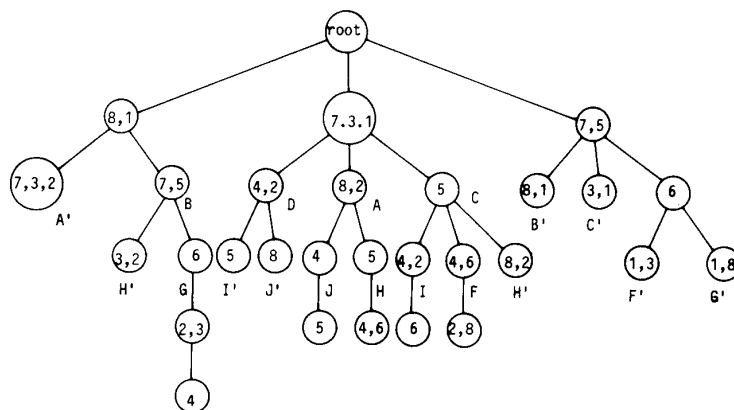 root
8,1 7.3.1 7,5
7,3,2 7,5 4,2 8,2 5 8,1 3,1 6
A' B D A C B' C'
3,2 6 5 8 4 5 4,2 4,6 8,2 1,3 1,8
H' G I' J' J H I F H' F' G'
2,3 5 4,6 6 2,8
4